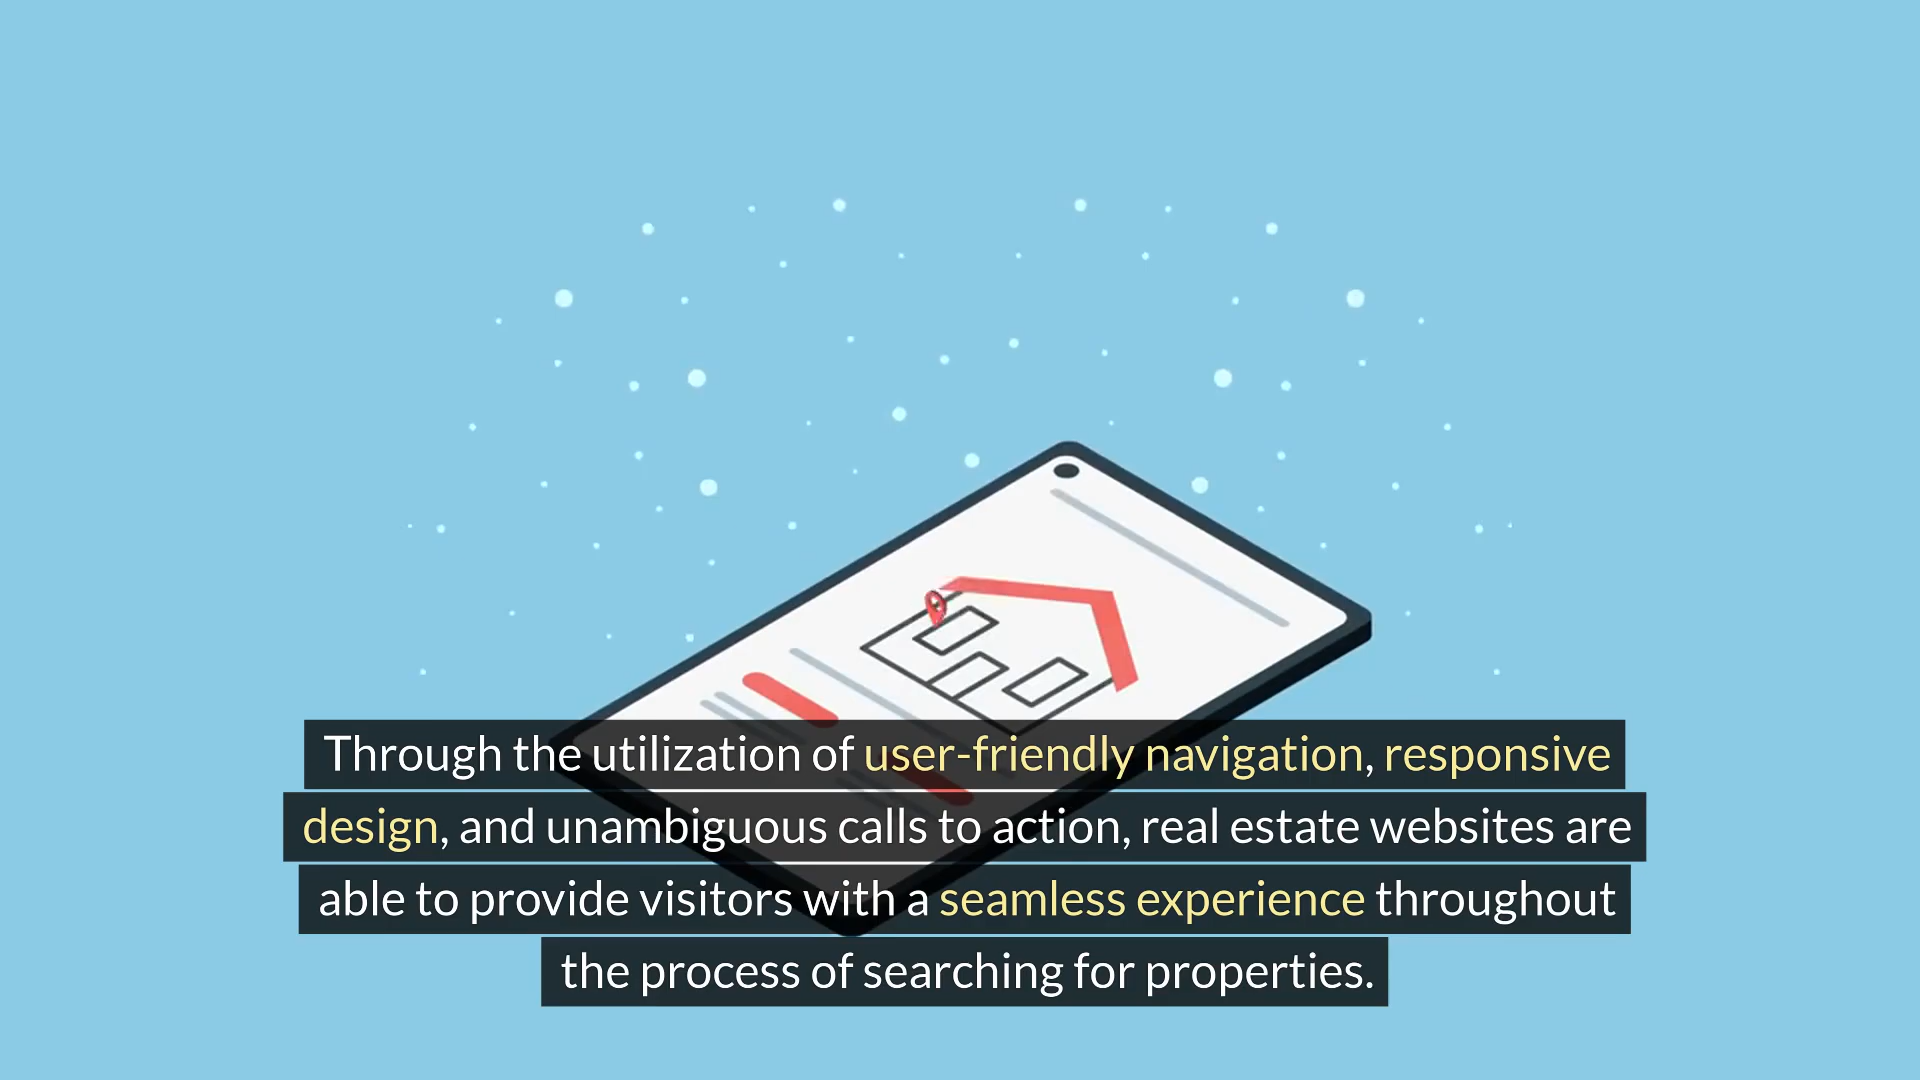 Through the utilization of user-friendly navigation, responsive
design, and unambiguous calls to action, real estate websites are
able to provide visitors with a seamless experience throughout
the process of searching for properties.